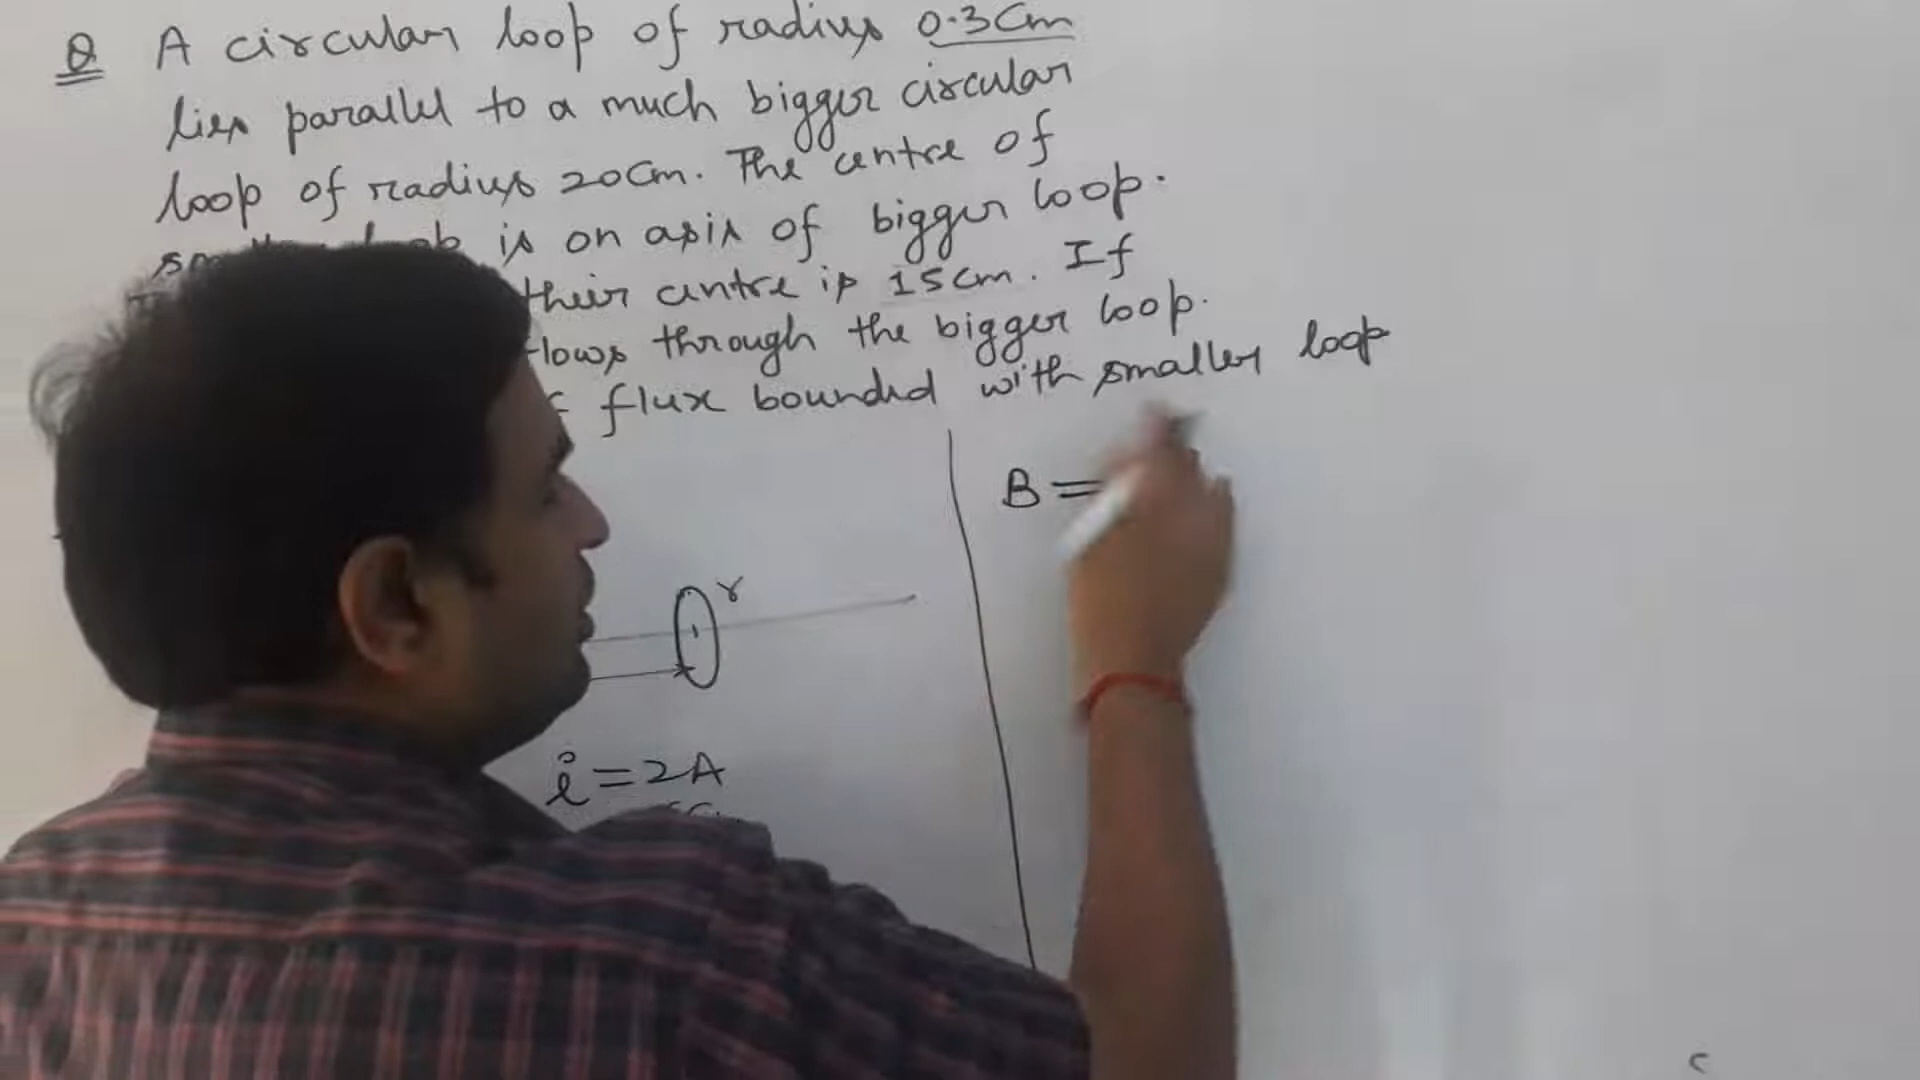 Q A circular loop of radius 0.3cm
lies parallel to a much bigger circular
loop of radius 20cm. The centre of
is on axis of bigger loop.
their centre is 15cm. If
flows through the bigger loop.
flux bounded with smaller loop
B =
r
i = 2A